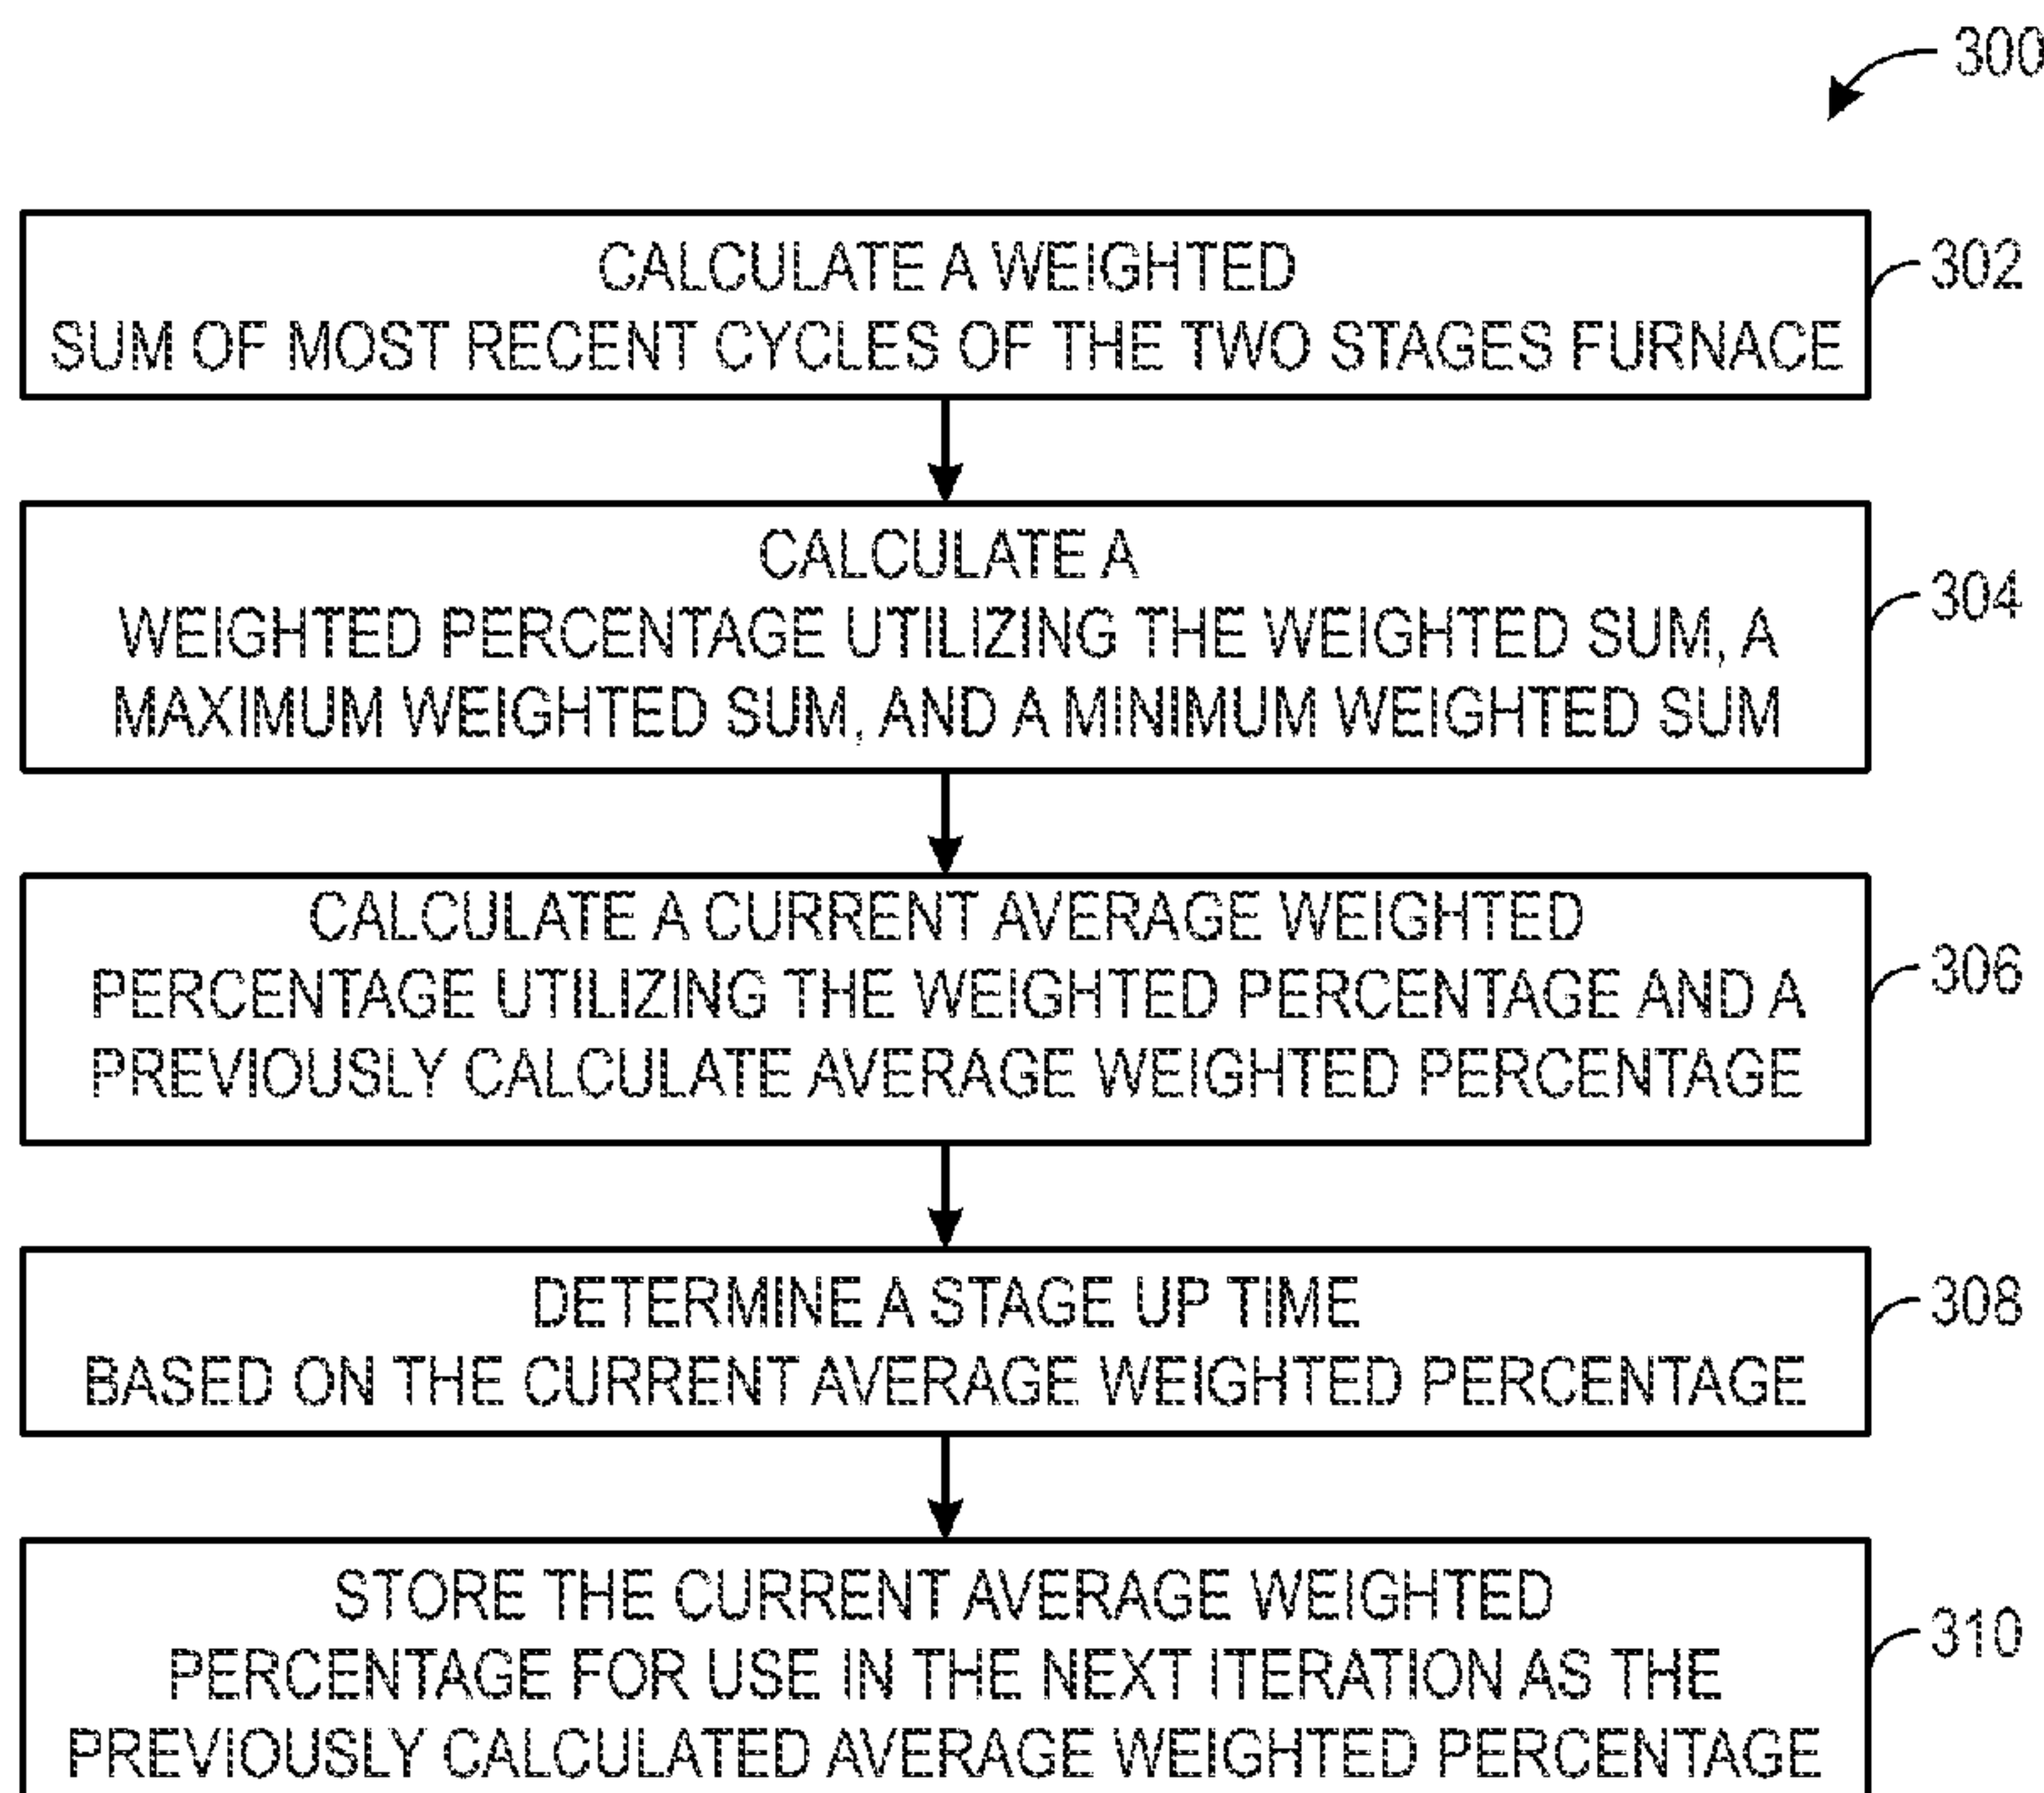 300
CALCULATE A WEIGHTED
SUM OF MOST RECENT CYCLES OF THE TWO STAGES FURNACE
302
CALCULATE A
WEIGHTED PERCENTAGE UTILIZING THE WEIGHTED SUM, A
MAXIMUM WEIGHTED SUM, AND A MINIMUM WEIGHTED SUM
304
CALCULATE A CURRENT AVERAGE WEIGHTED
PERCENTAGE UTILIZING THE WEIGHTED PERCENTAGE AND A
PREVIOUSLY CALCULATE AVERAGE WEIGHTED PERCENTAGE
306
DETERMINE A STAGE UP TIME
BASED ON THE CURRENT AVERAGE WEIGHTED PERCENTAGE
308
STORE THE CURRENT AVERAGE WEIGHTED
PERCENTAGE FOR USE IN THE NEXT ITERATION AS THE
PREVIOUSLY CALCULATED AVERAGE WEIGHTED PERCENTAGE
310